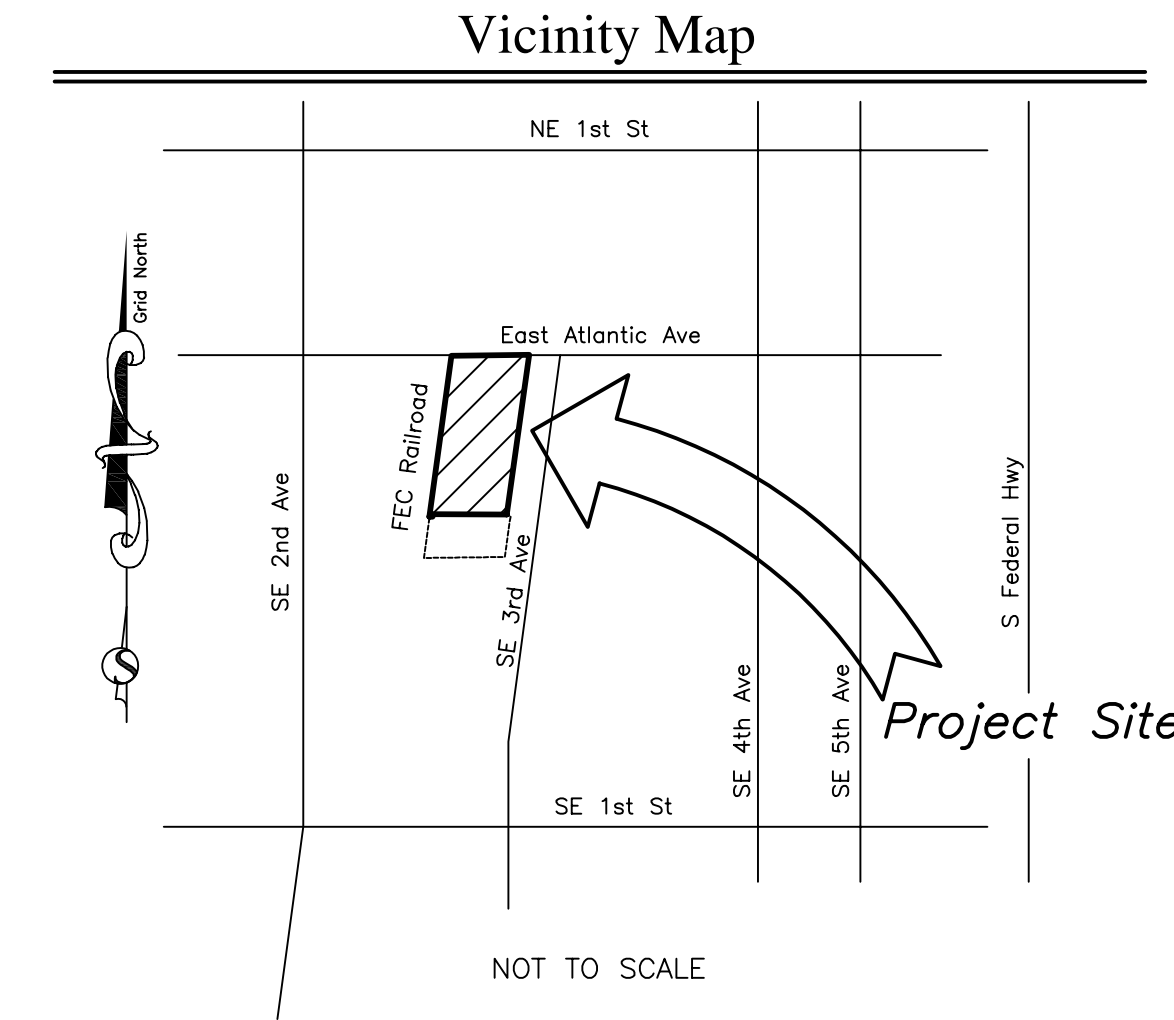 Vicinity Map
NE 1st St
Grid North
East Atlantic Ave
FEC Railroad
SE 2nd Ave
SE 3rd Ave
S Federal Hwy
SE 4th Ave
SE 5th Ave
Project Site
SE 1st St
NOT TO SCALE